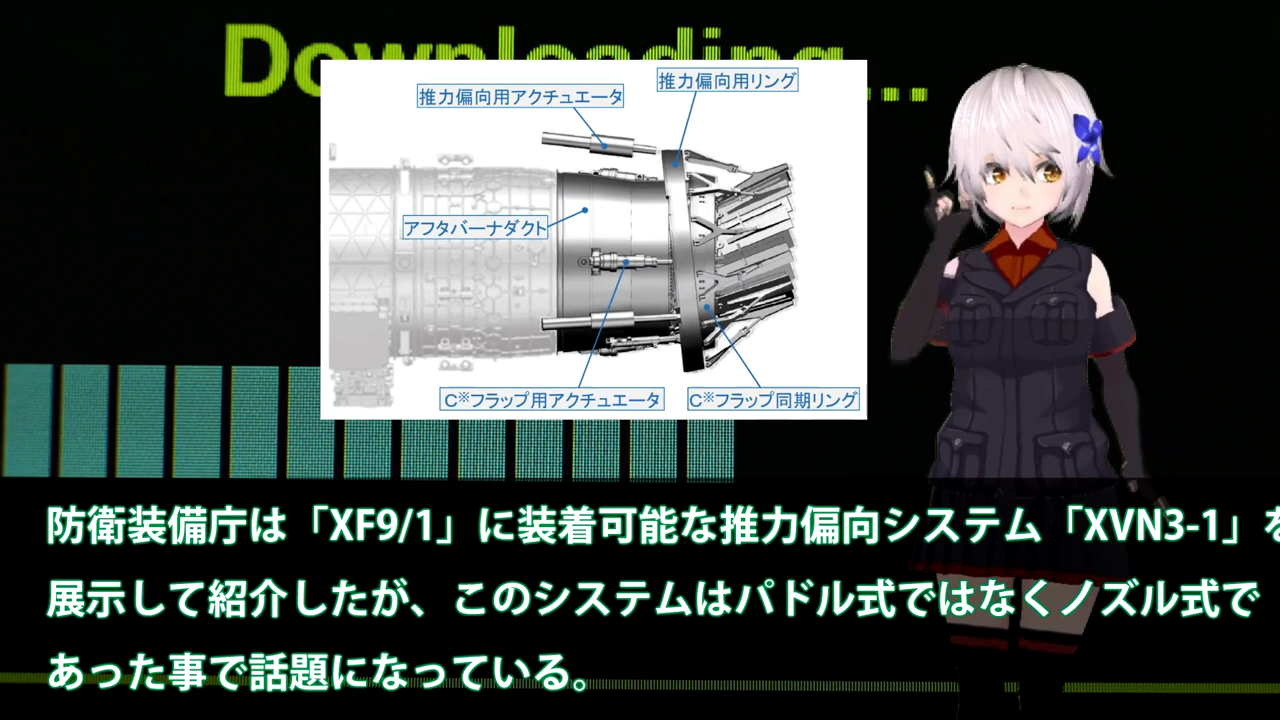 Downloading...
推力偏向用アクチュエータ
推力偏向用リング
アフタバーナダクト
C※フラップ用アクチュエータ
C※フラップ同期リング
防衛装備庁は「XF9/1」に装着可能な推力偏向システム「XVN3-1」を
展示して紹介したが、このシステムはパドル式ではなくノズル式で
あった事で話題になっている。